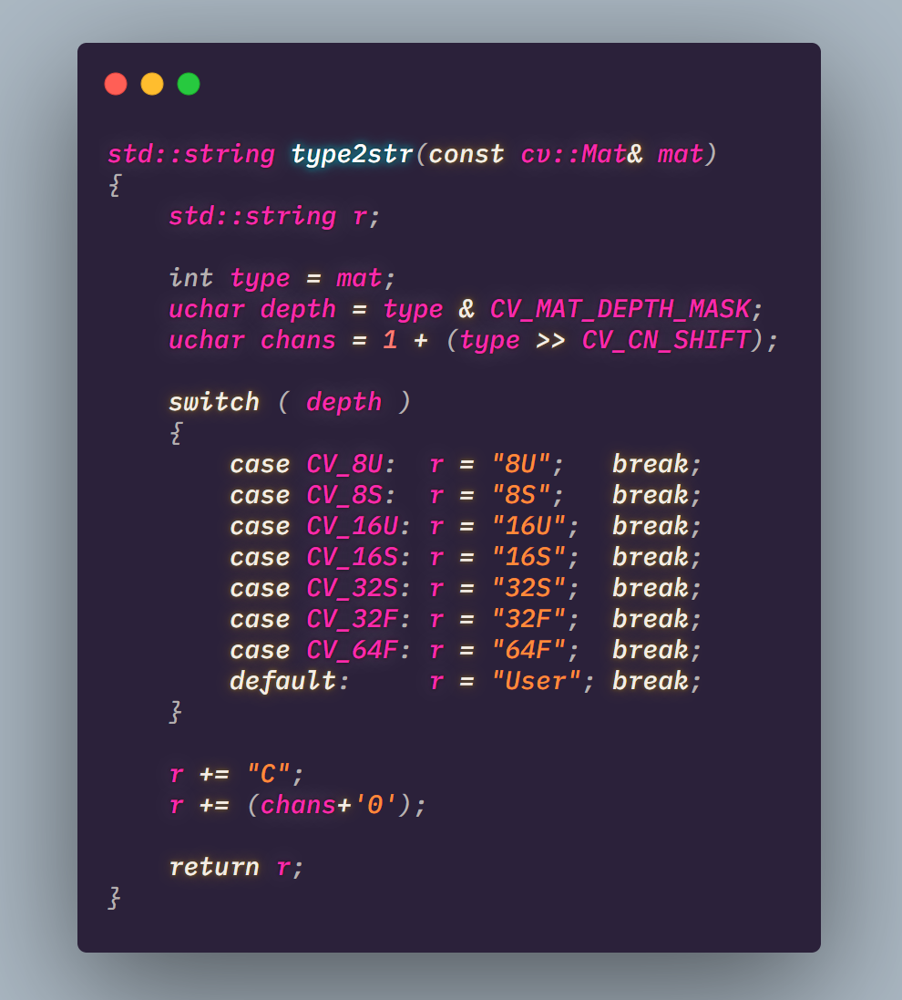 std::string type2str(const cv::Mat& mat)
{
    std::string r;

    int type = mat;
    uchar depth = type & CV_MAT_DEPTH_MASK;
    uchar chans = 1 + (type >> CV_CN_SHIFT);

    switch ( depth )
    {
        case CV_8U:  r = "8U";   break;
        case CV_8S:  r = "8S";   break;
        case CV_16U: r = "16U";  break;
        case CV_16S: r = "16S";  break;
        case CV_32S: r = "32S";  break;
        case CV_32F: r = "32F";  break;
        case CV_64F: r = "64F";  break;
        default:     r = "User"; break;
    }

    r += "C";
    r += (chans+'0');

    return r;
}